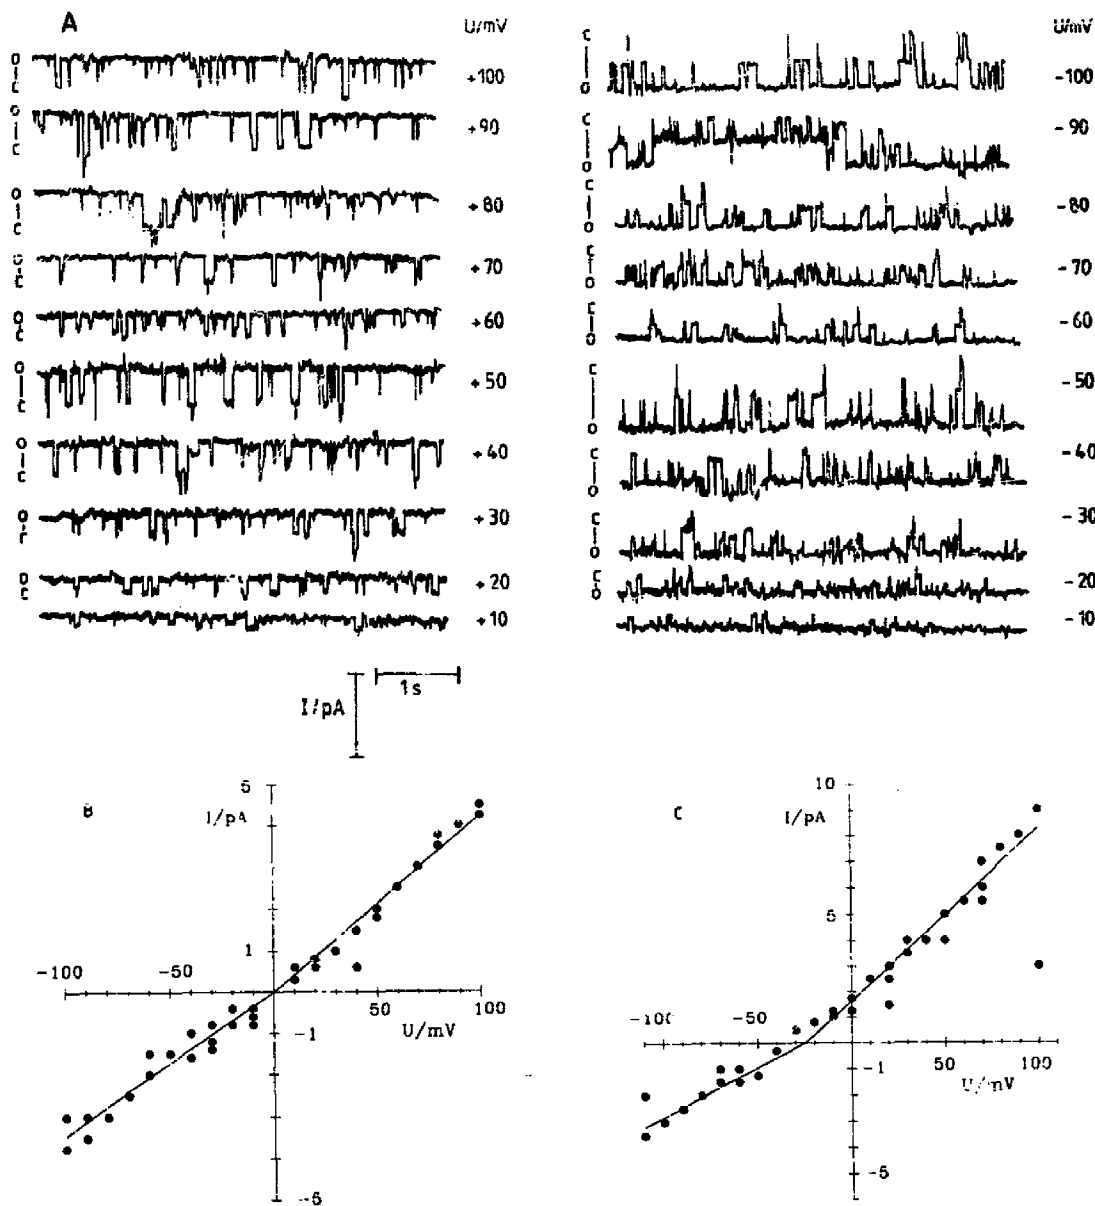 A
U/mV
O
C
+100
O
C
+90
O
C
+80
C
+70
O
C
+60
O
C
+50
O
C
+40
O
+30
O
C
+20
+10
U/mV
C
O
-100
C
O
-90
C
O
-80
C
O
-70
C
O
-60
C
O
-50
C
O
-40
C
O
-30
C
O
-20
-10
I/pA
1s
B
5
I/pA
1
-100
-50
50
100
-1
U/mV
-5
C
10
I/pA
5
-50
50
100
-1
U/mV
-5